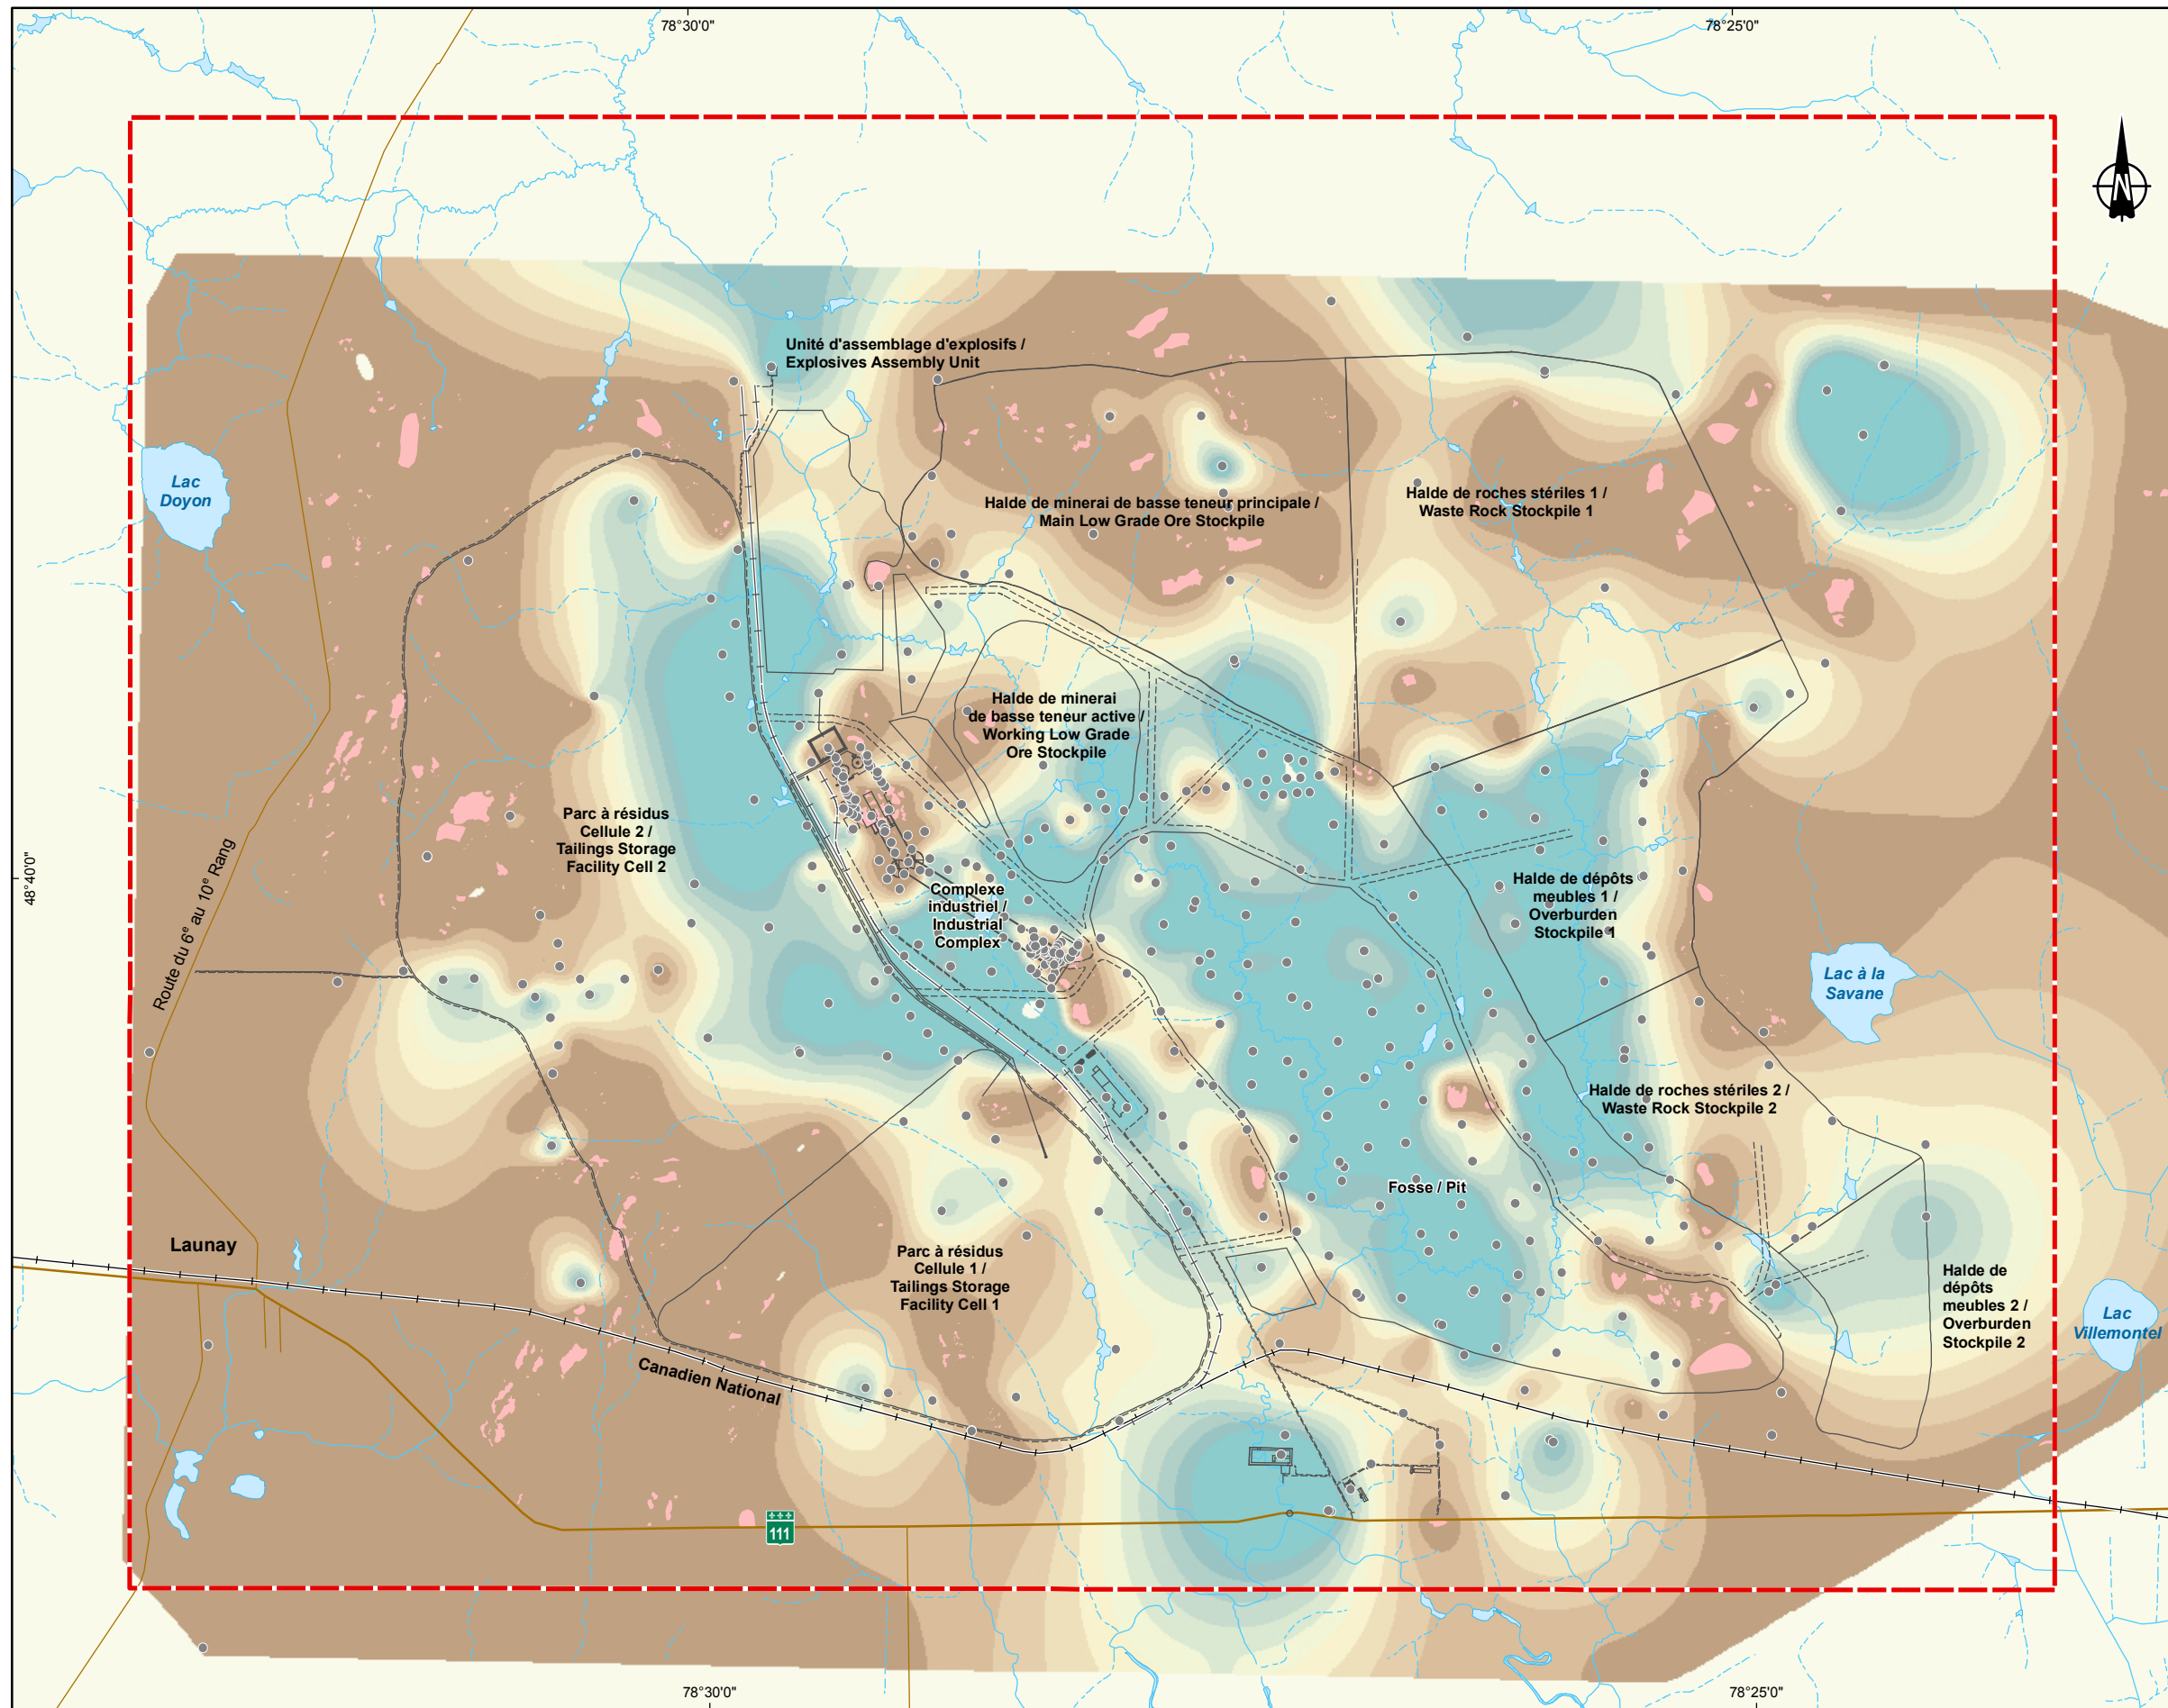 78°30'0"
78°25'0"
N
Unité d'assemblage d'explosifs /
Explosives Assembly Unit
Lac
Doyon
Halde de minerai de basse teneur principale /
Main Low Grade Ore Stockpile
Halde de roches stériles 1 /
Waste Rock Stockpile 1
Halde de minerai
de basse teneur active /
Working Low Grade
Ore Stockpile
Parc à résidus
Cellule 2 /
Tailings Storage
Facility Cell 2
48°40'0"
Route du 6e au 10e Rang
Complexe
industriel /
Industrial
Complex
Halde de dépôts
meubles 1 /
Overburden
Stockpile 1
Lac à la
Savane
Halde de roches stériles 2 /
Waste Rock Stockpile 2
Fosse / Pit
Launay
Parc à résidus
Cellule 1 /
Tailings Storage
Facility Cell 1
Halde de
dépôts
meubles 2 /
Overburden
Stockpile 2
Lac
Villemontel
Canadien National
111
78°30'0"
78°25'0"